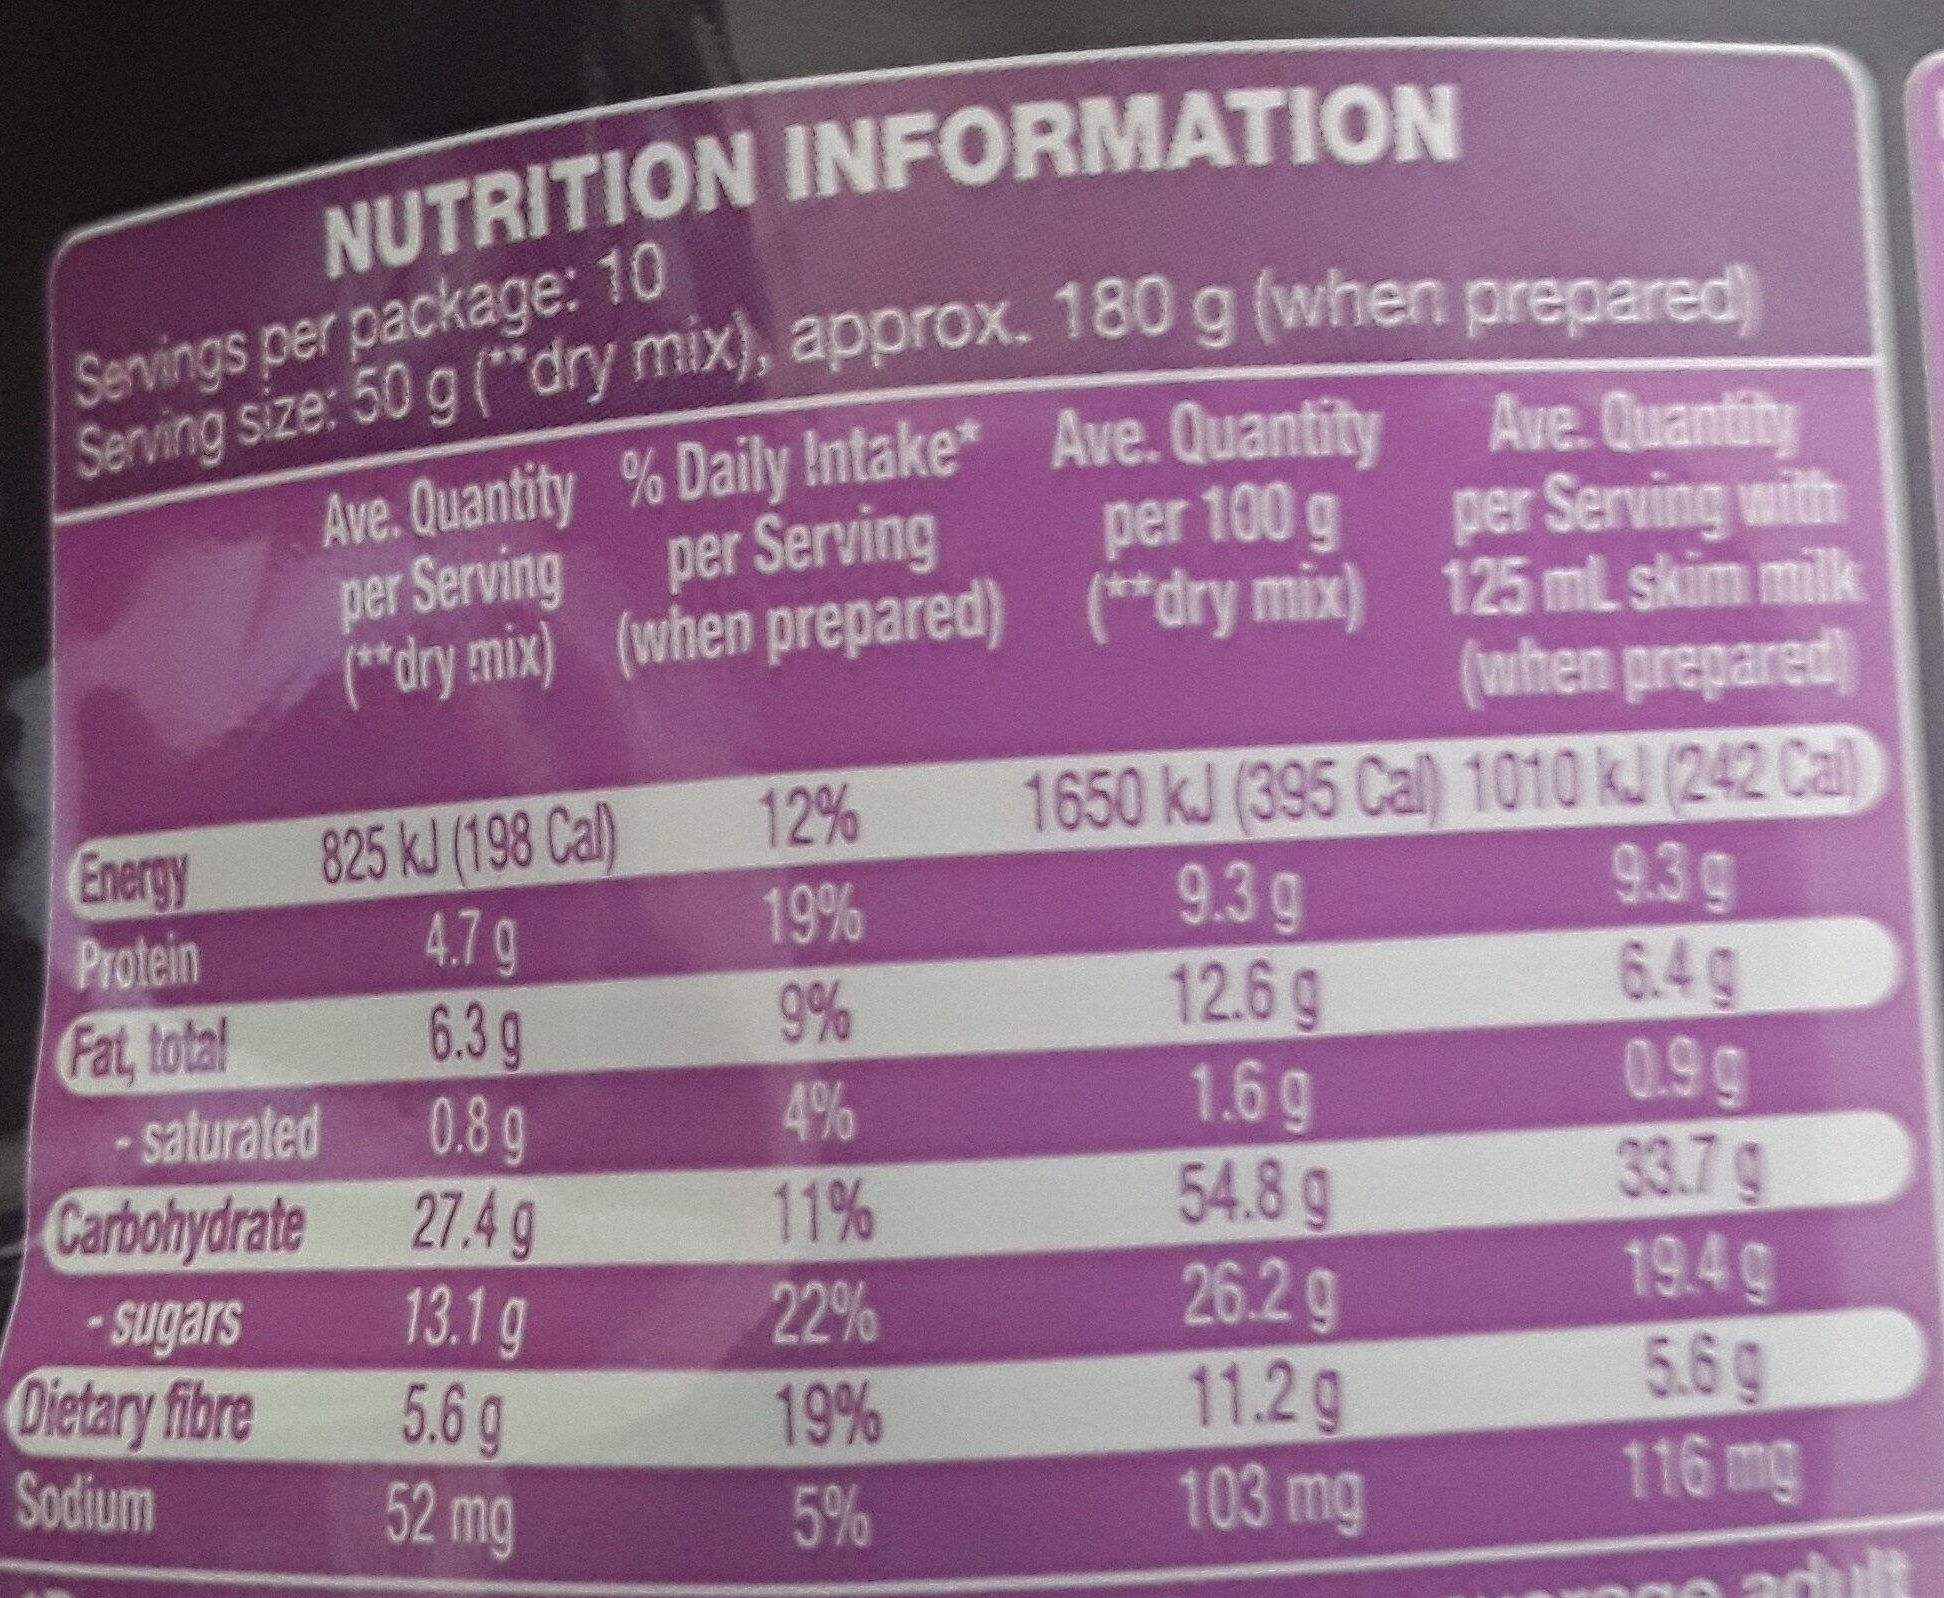 NUTRITION INFORMATION
Servings per package: 10
Serving size: 50 g (**dry mix), approx. 180 g (when prepared)
Ave. Quantity % Daily Intake* Ave. Quantity Ave. Quantity
per Serving per Serving per 100 g per Serving with
(**dry mix) (when prepared) (**dry mix) 125 mL skim milk
(when prepared)
Energy 825 kJ (198 Cal) 12% 1650 kJ (395 Cal) 1010 kJ (242 Cal)
Protein 4.7 g 19% 9.3 g 9.3 g
Fat, total 6.3 g 9% 12.6 g 6.4 g
- saturated 0.8 g 4% 1.6 g 0.9 g
Carbohydrate 27.4 g 11% 54.8 g 33.7 g
- sugars 13.1 g 22% 26.2 g 19.4 g
Dietary fibre 5.6 g 19% 11.2 g 5.6 g
Sodium 52 mg 5% 103 mg 116 mg
adult